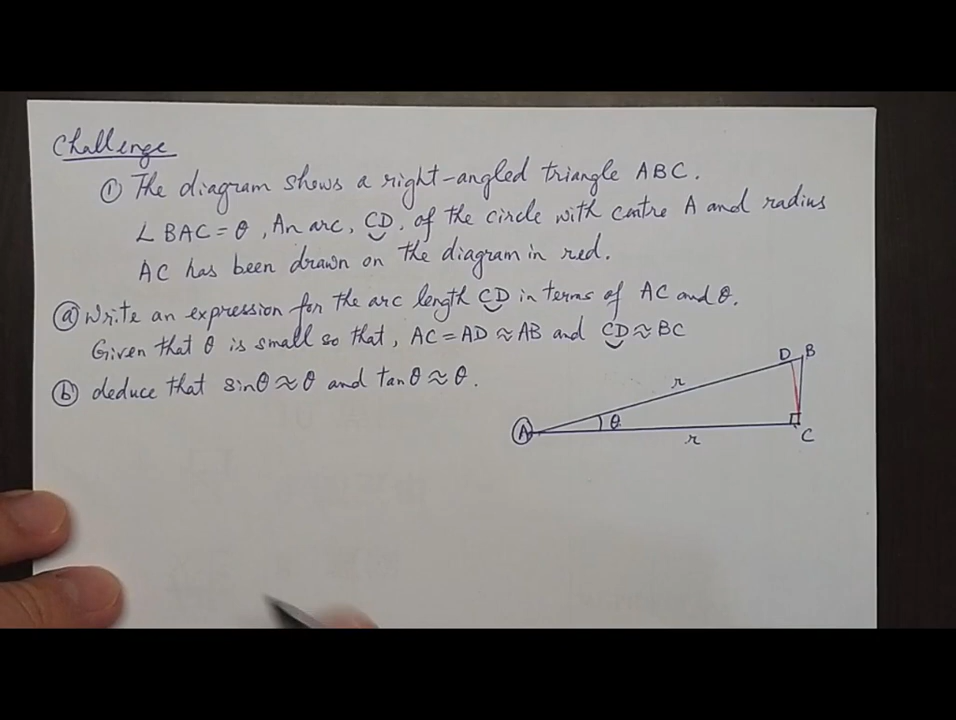 Challenge
① The diagram shows a right-angled triangle ABC.
∠ BAC = θ, An arc, CD, of the circle with centre A and radius
AC has been drawn on the diagram in red.
ⓐ Write an expression for the arc length CD in terms of AC and θ.
Given that θ is small so that, AC = AD ≈ AB and CD ≈ BC
ⓑ deduce that sinθ ≈ θ and tanθ ≈ θ.
D B
r
A θ
r C